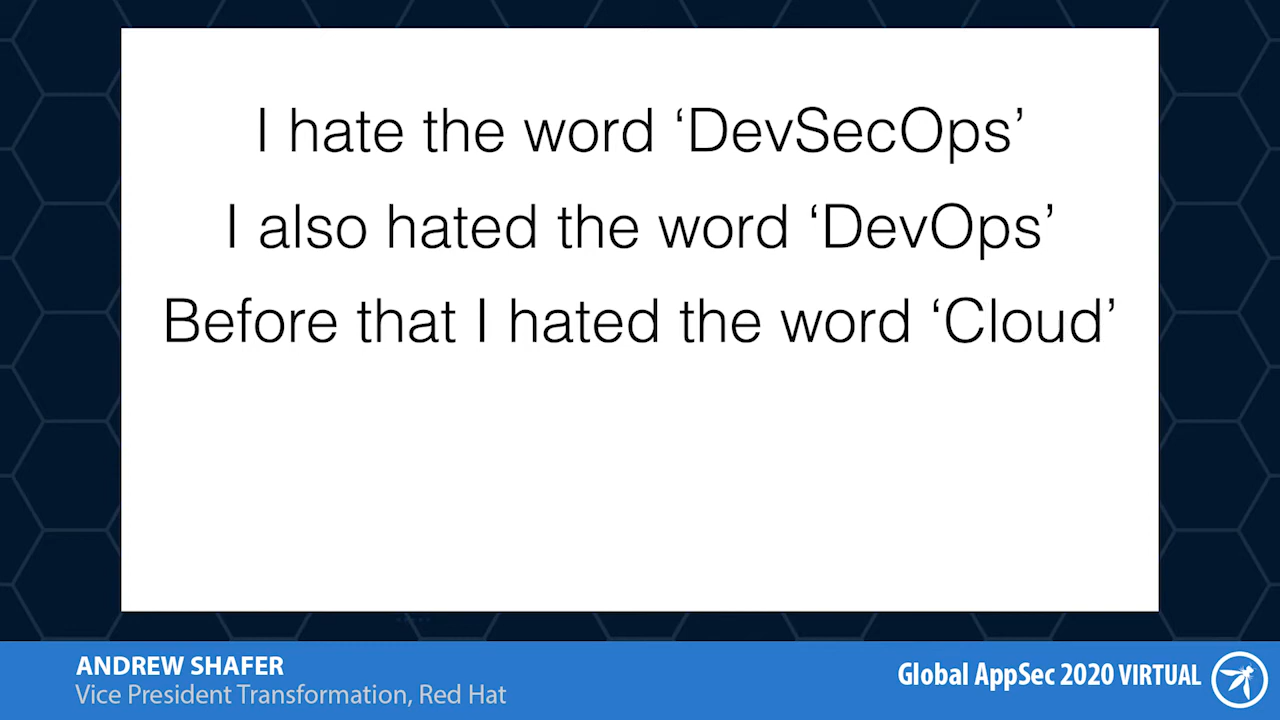 I hate the word ‘DevSecOps’
I also hated the word ‘DevOps’
Before that I hated the word ‘Cloud’
ANDREW SHAFER
Vice President Transformation, Red Hat
Global AppSec 2020 VIRTUAL